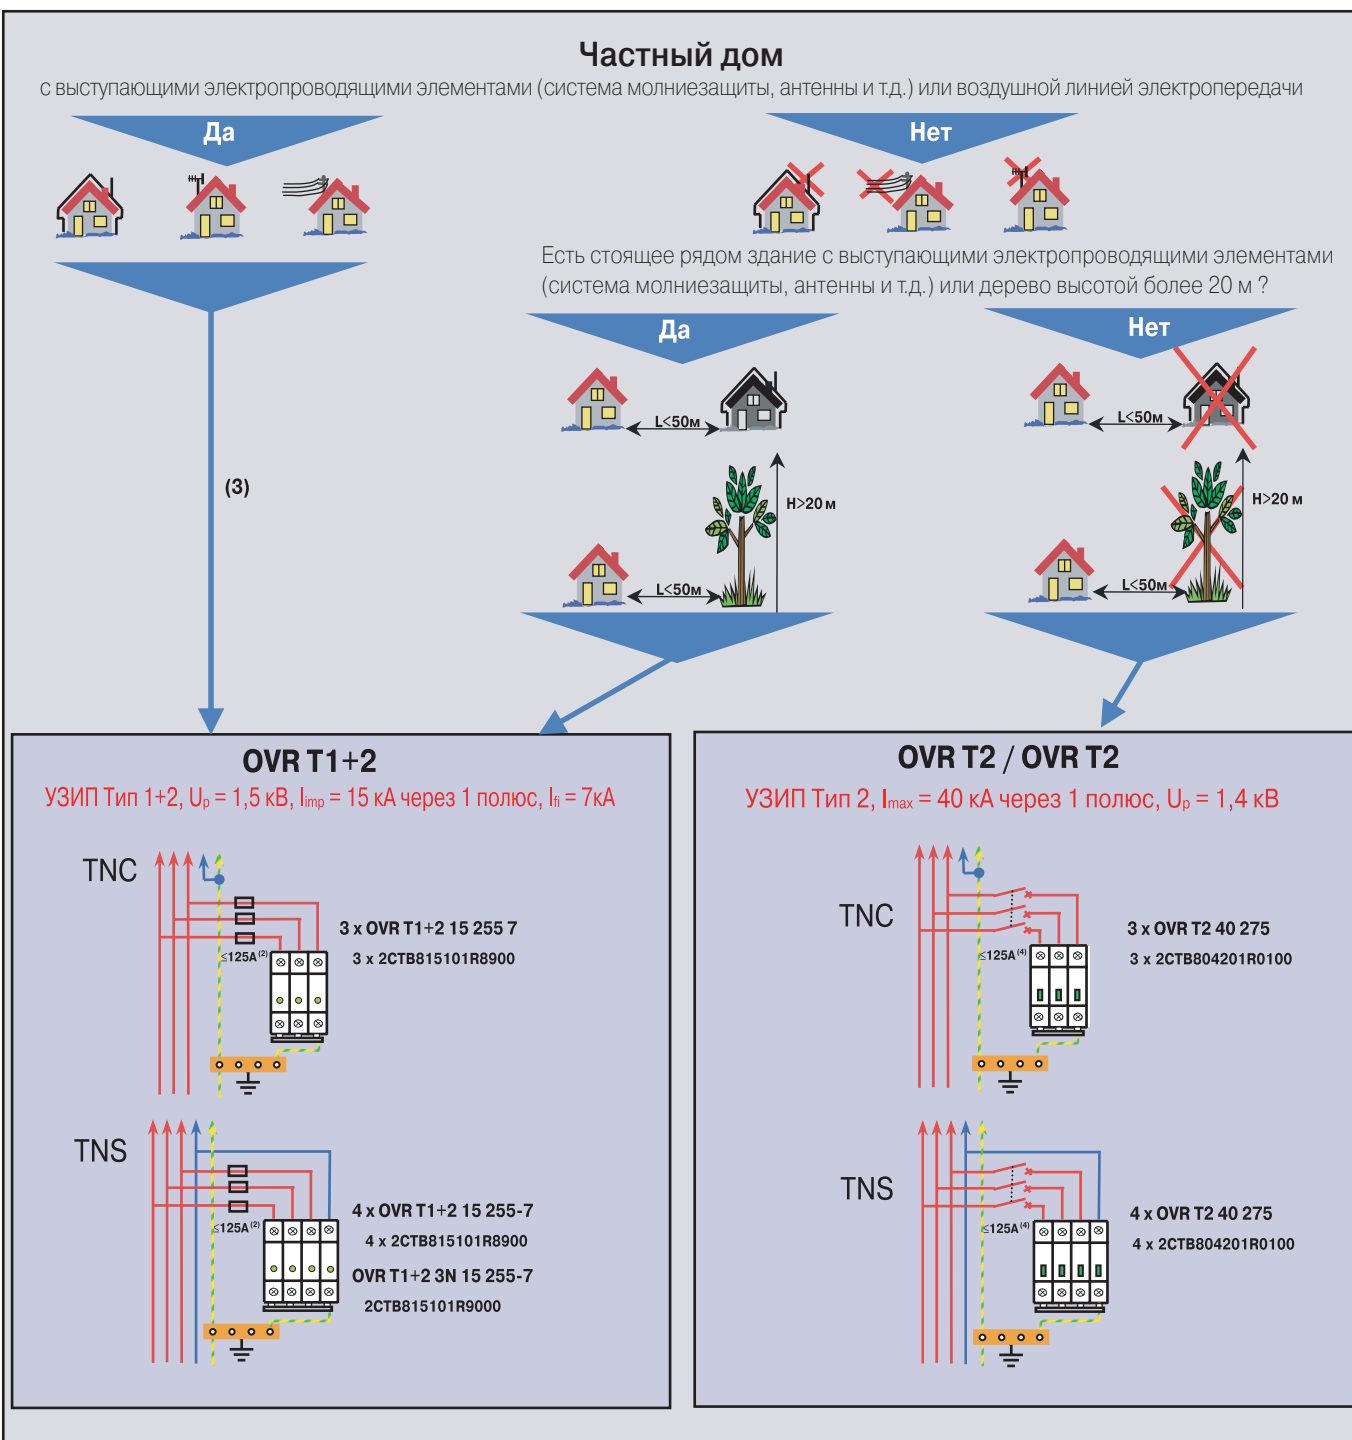 Частный дом
с выступающими электропроводящими элементами (система молниезащиты, антенны и т.д.) или воздушной линией электропередачи
Да
Нет
Есть стоящее рядом здание с выступающими электропроводящими элементами
(система молниезащиты, антенны и т.д.) или дерево высотой более 20 м ?
Да
Нет
L<50м
L<50м
(3)
H>20 м
H>20 м
L<50м
L<50м
OVR T1+2
УЗИП Тип 1+2, Up = 1,5 кВ, Iimp = 15 кА через 1 полюс, Ifi = 7кА
TNC
3 x OVR T1+2 15 255 7
≤125A (2)
3 x 2CTB815101R8900
TNS
≤125A (2)
4 x OVR T1+2 15 255-7
4 x 2CTB815101R8900
OVR T1+2 3N 15 255-7
2CTB815101R9000
OVR T2 / OVR T2
УЗИП Тип 2, Imax = 40 кА через 1 полюс, Up = 1,4 кВ
TNC
3 x OVR T2 40 275
≤125A (4)
3 x 2CTB804201R0100
TNS
≤125A (4)
4 x OVR T2 40 275
4 x 2CTB804201R0100